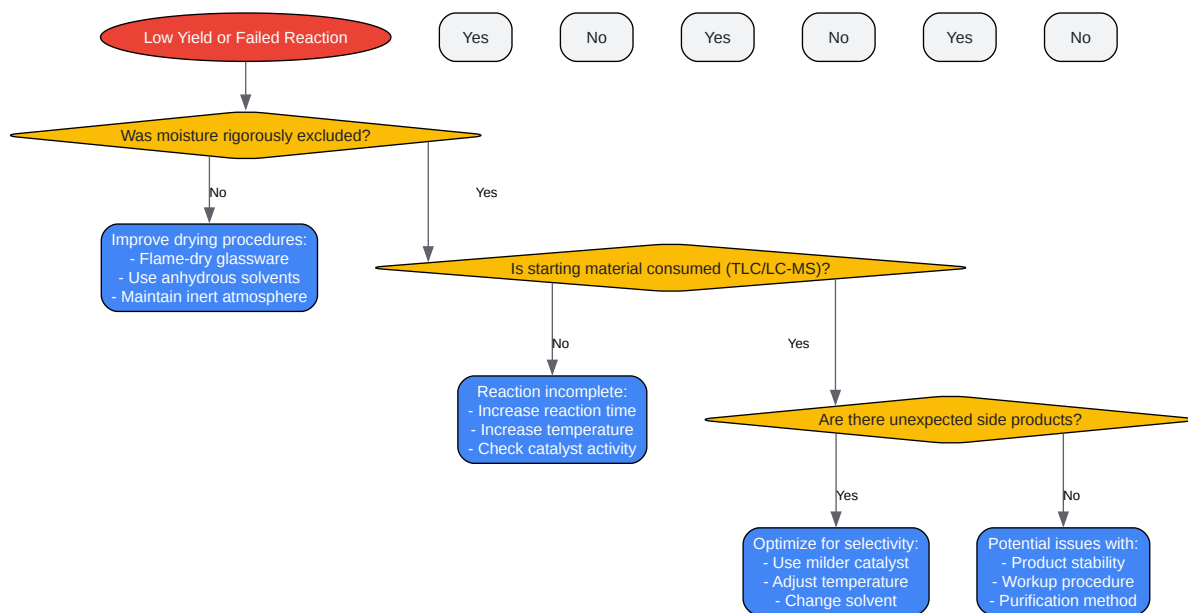 Low Yield or Failed Reaction
Yes
No
Yes
No
Yes
No
Was moisture rigorously excluded?
No
Yes
Improve drying procedures:
- Flame-dry glassware
- Use anhydrous solvents
- Maintain inert atmosphere
Is starting material consumed (TLC/LC-MS)?
No
Yes
Reaction incomplete:
- Increase reaction time
- Increase temperature
- Check catalyst activity
Are there unexpected side products?
Yes
No
Optimize for selectivity:
- Use milder catalyst
- Adjust temperature
- Change solvent
Potential issues with:
- Product stability
- Workup procedure
- Purification method